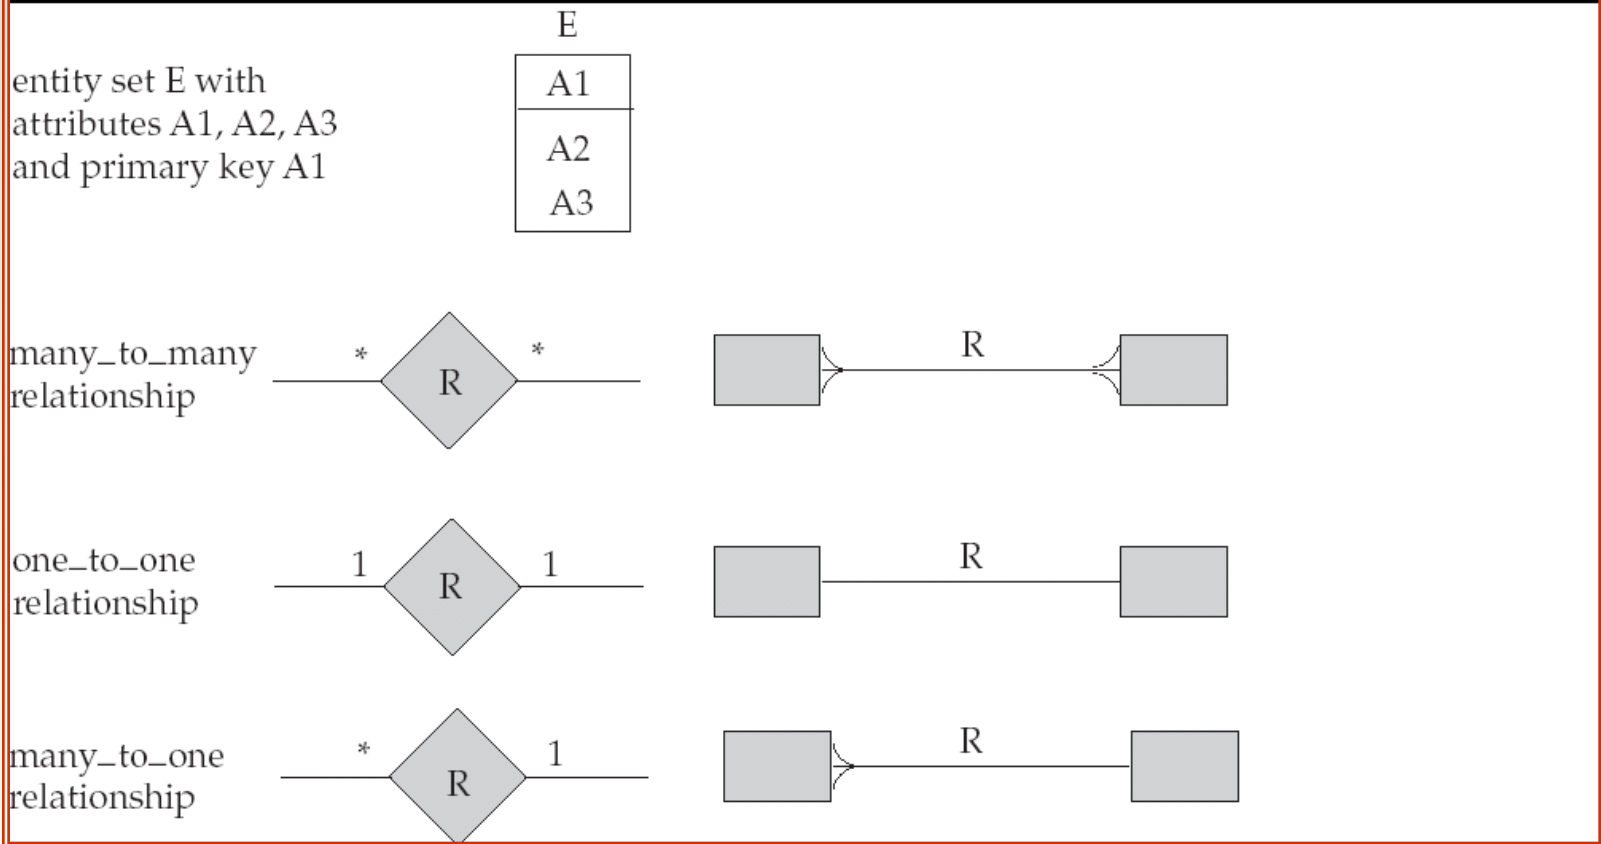 E
entity set E with
attributes A1, A2, A3
and primary key A1
A1
A2
A3
many_to_many
relationship
* R *
R
one_to_one
relationship
1 R 1
R
many_to_one
relationship
* R 1
R